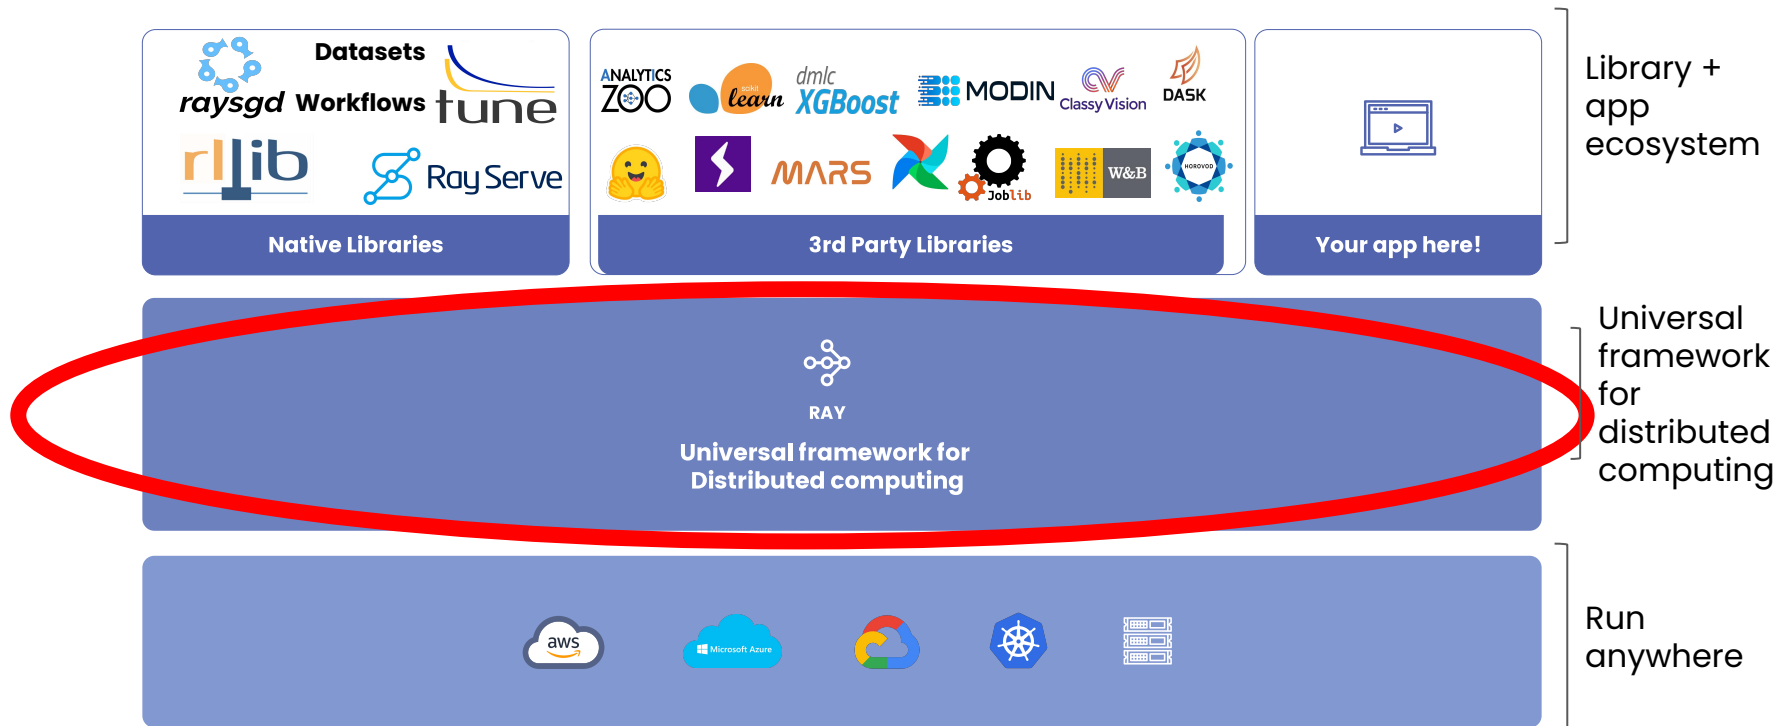 raysgd
Datasets
Workflows
tune
rllib
Ray Serve
Native Libraries
ANALYTICS
ZOO
scikit
learn
dmlc
XGBoost
MODIN
Classy Vision
DASK
MARS
Joblib
W&B
HOROVOD
3rd Party Libraries
Your app here!
Library +
app
ecosystem
RAY
Universal framework for
Distributed computing
Universal
framework
for
distributed
computing
aws
Microsoft Azure
Run
anywhere